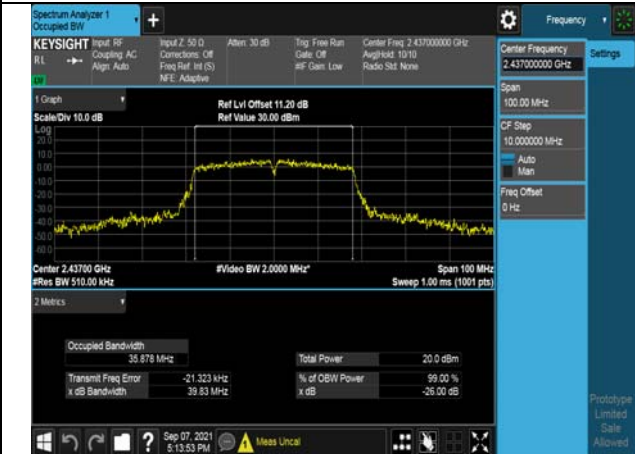 Spectrum Analyzer 1
Occupied BW
Frequency
KEYSIGHT
RL
Input: RF
Coupling: AC
Align: Auto
Input Z: 50 Ω
Corrections: Off
Freq Ref: Int (S)
NFE: Adaptive
Atten: 30 dB
Trig: Free Run
Gate: Off
#IF Gain: Low
Center Freq: 2.437000000 GHz
Avg|Hold: 10/10
Radio Std: None
LW
1 Graph
Scale/Div 10.0 dB
Ref Lvl Offset 11.20 dB
Ref Value 30.00 dBm
Log
20.0
10.0
0.00
-10.0
-20.0
-30.0
-40.0
-50.0
-60.0
Center 2.43700 GHz
#Res BW 510.00 kHz
#Video BW 2.0000 MHz*
Span 100 MHz
Sweep 1.00 ms (1001 pts)
2 Metrics
Occupied Bandwidth
35.878 MHz
Transmit Freq Error -21.323 kHz
x dB Bandwidth 39.83 MHz
Total Power 20.0 dBm
% of OBW Power 99.00 %
x dB -26.00 dB
Center Frequency
2.437000000 GHz
Span
100.00 MHz
CF Step
10.000000 MHz
Auto
Man
Freq Offset
0 Hz
Settings
Prototype
Limited
Sale
Allowed
?
Sep 07, 2021
5:13:53 PM
Meas Uncal